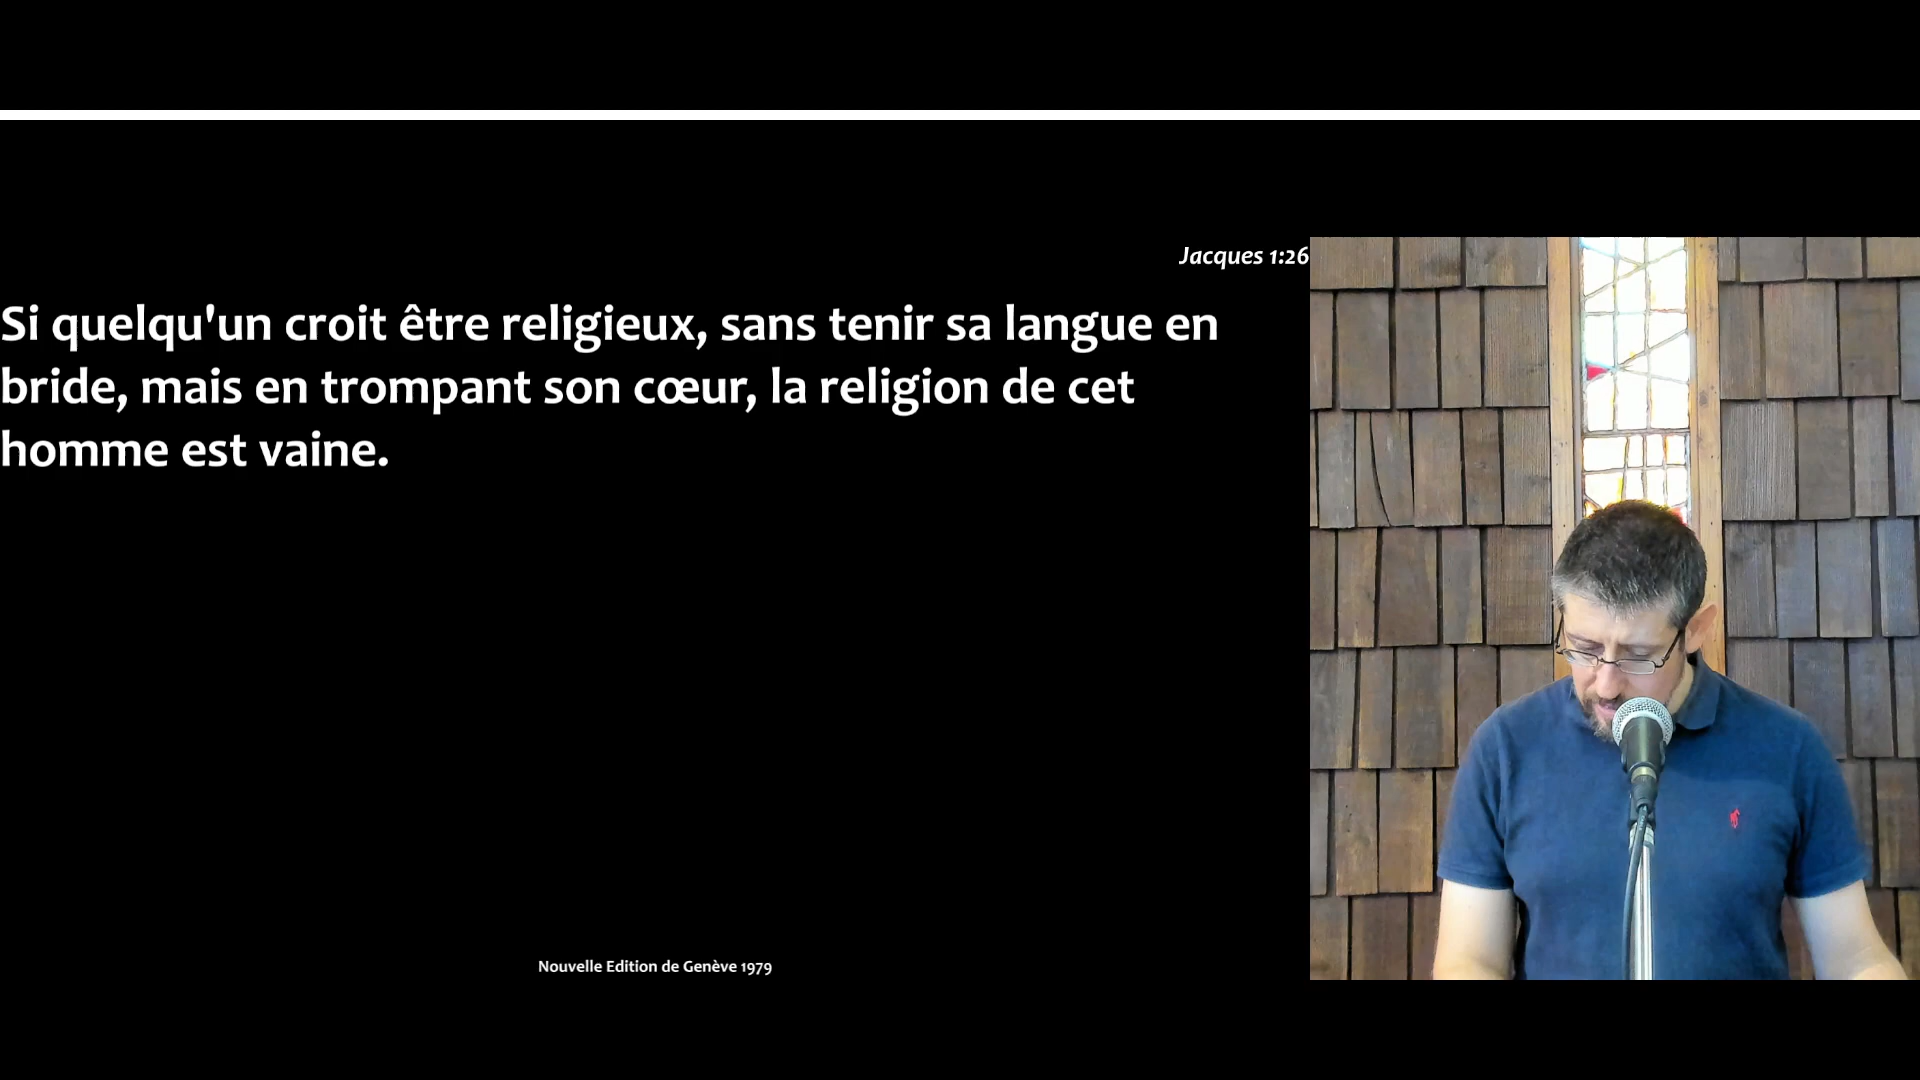 Jacques 1:26
Si quelqu'un croit être religieux, sans tenir sa langue en
bride, mais en trompant son cœur, la religion de cet
homme est vaine.
Nouvelle Edition de Genève 1979